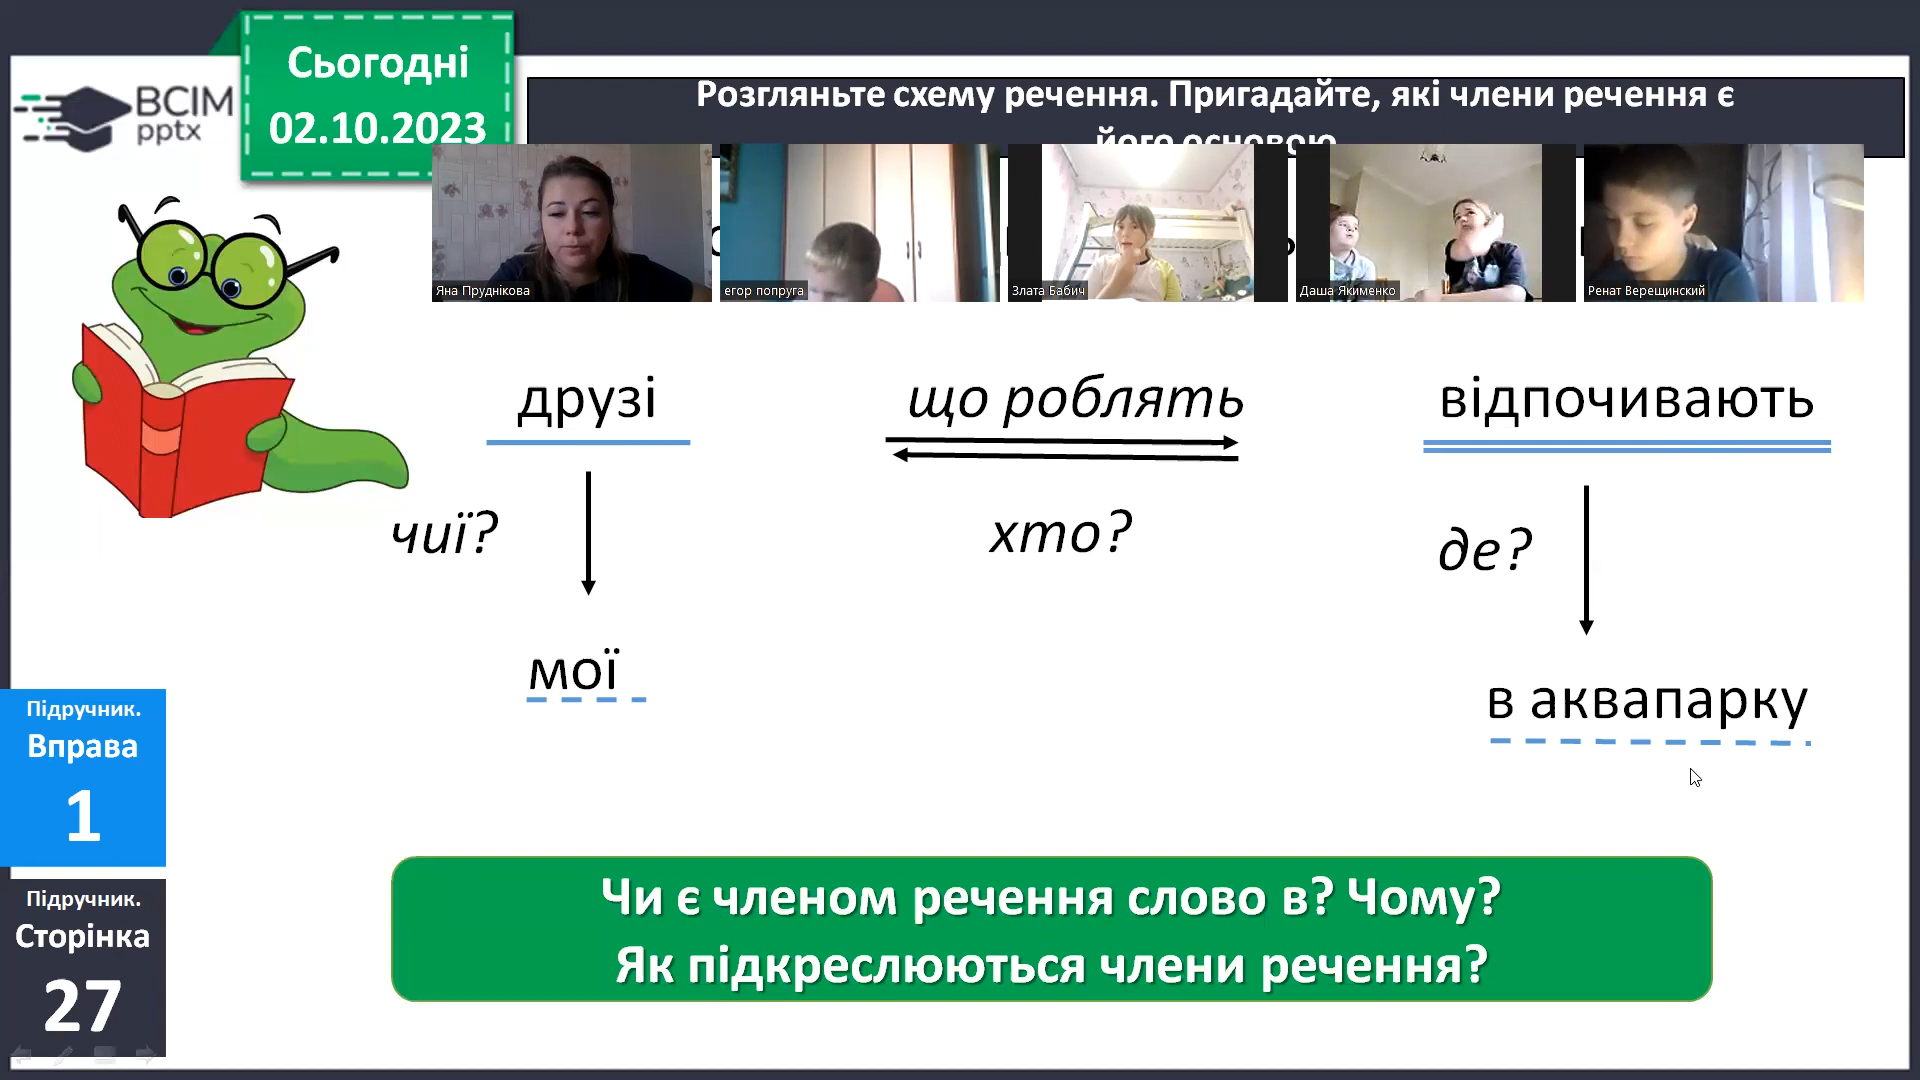 Сьогодні
02.10.2023
ВСІМ
pptx
Розгляньте схему речення. Пригадайте, які члени речення є
його основою.
Яна Пруднікова
егор попруга
Злата Бабич
Даша Якименко
Ренат Верещинский
друзі
що роблять
відпочивають
чиї?
хто?
де?
мої
в аквапарку
Підручник.
Вправа
1
Підручник.
Сторінка
27
Чи є членом речення слово в? Чому?
Як підкреслюються члени речення?